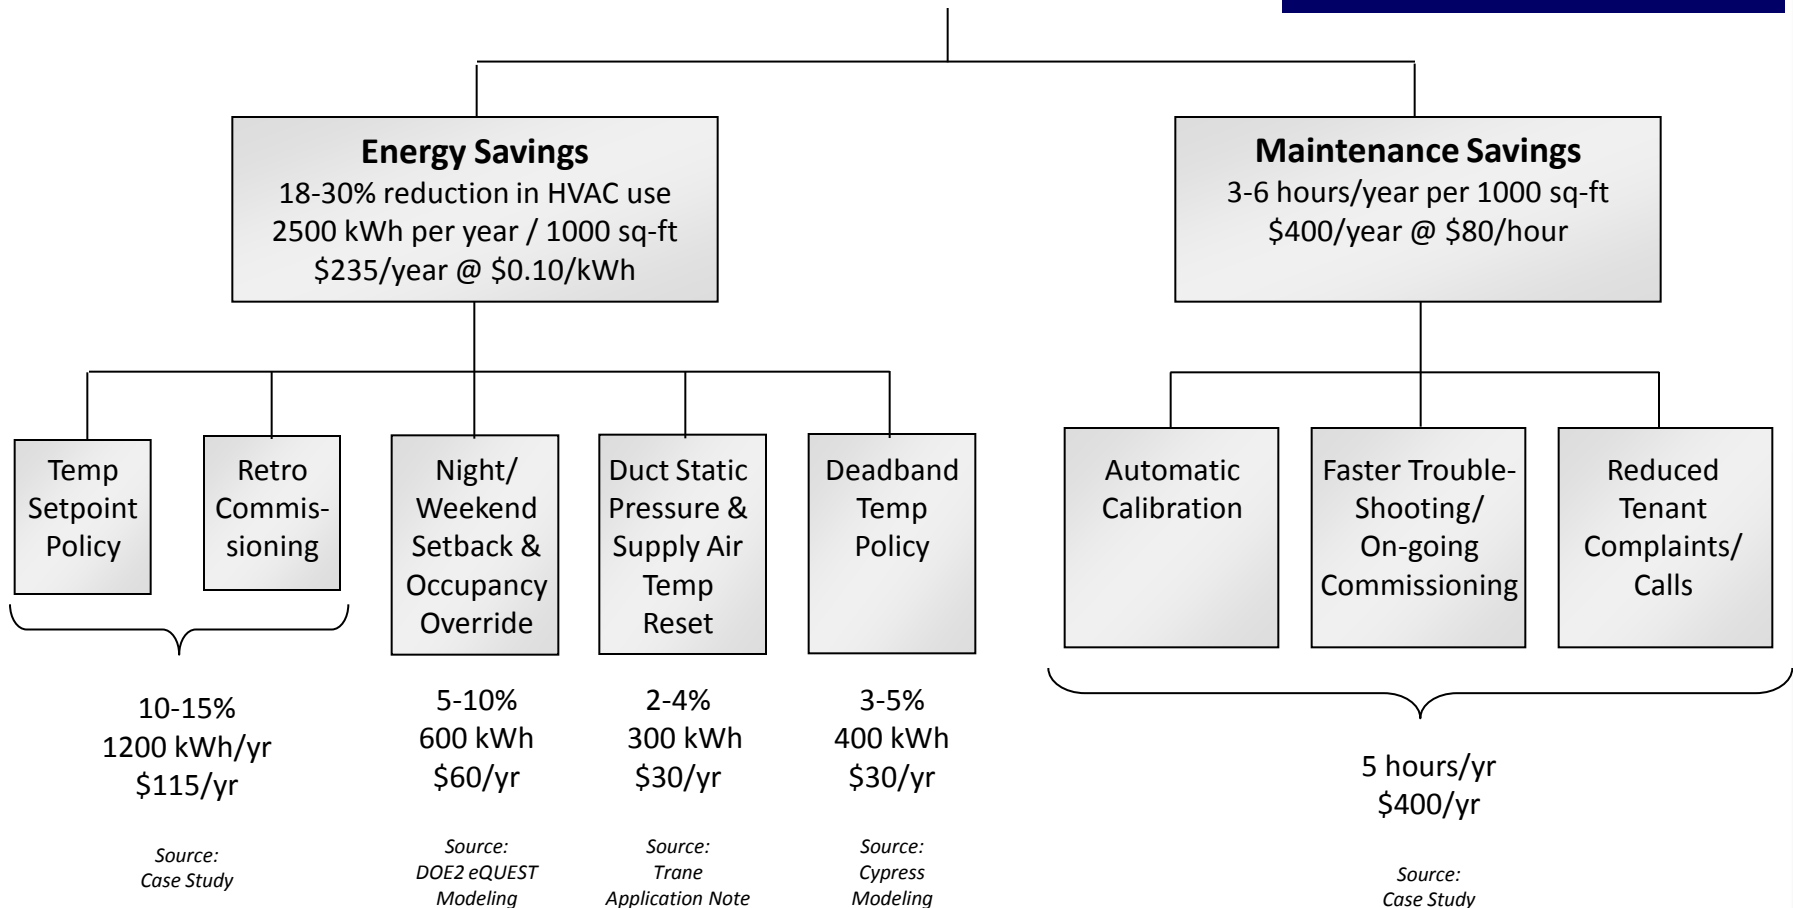 Energy Savings
18-30% reduction in HVAC use
2500 kWh per year / 1000 sq-ft
$235/year @ $0.10/kWh
Maintenance Savings
3-6 hours/year per 1000 sq-ft
$400/year @ $80/hour
Temp
Setpoint
Policy
Retro
Commis-
sioning
Night/
Weekend
Setback &
Occupancy
Override
Duct Static
Pressure &
Supply Air
Temp
Reset
Deadband
Temp
Policy
Automatic
Calibration
Faster Trouble-
Shooting/
On-going
Commissioning
Reduced
Tenant
Complaints/
Calls
10-15%
1200 kWh/yr
$115/yr
5-10%
600 kWh
$60/yr
2-4%
300 kWh
$30/yr
3-5%
400 kWh
$30/yr
5 hours/yr
$400/yr
Source:
Case Study
Source:
DOE2 eQUEST
Modeling
Source:
Trane
Application Note
Source:
Cypress
Modeling
Source:
Case Study